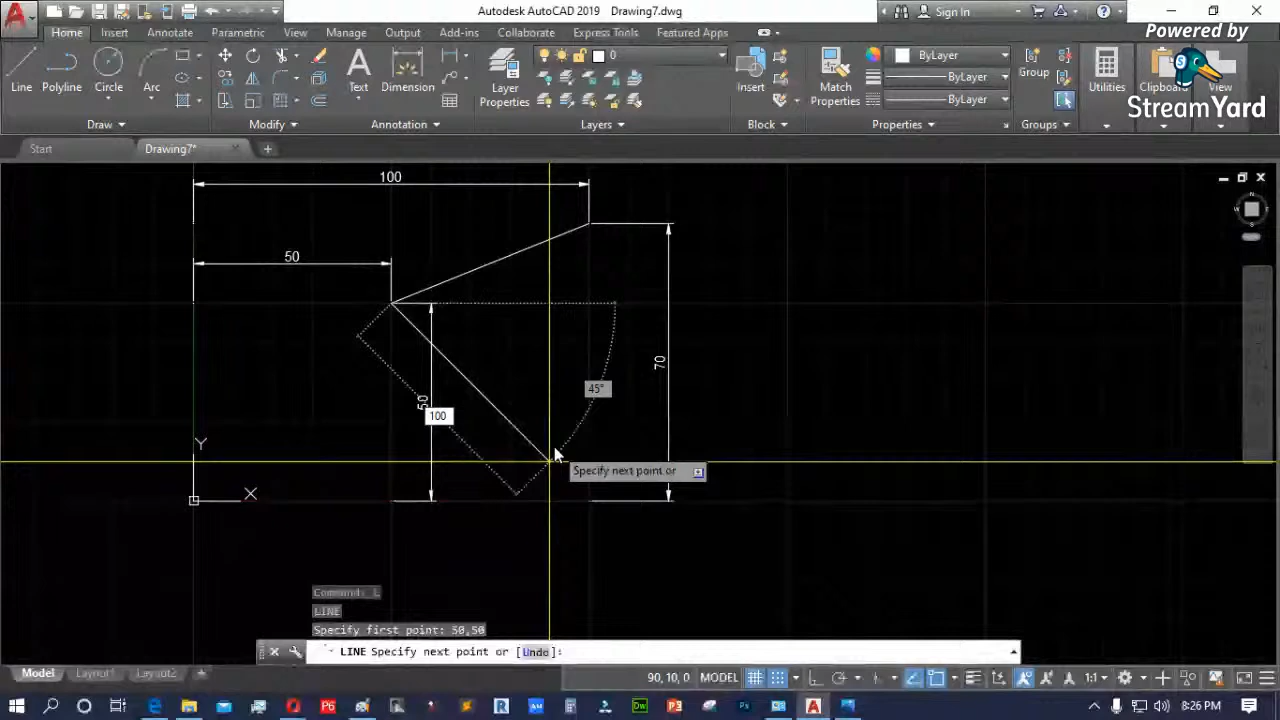 Autodesk AutoCAD 2019 Drawing7.dwg
Sign In
Powered by
StreamYard
Home Insert Annotate Parametric View Manage Output Add-ins Collaborate Express Tools Featured Apps
Line Polyline Circle Arc
Text Dimension
Layer Properties
0
Insert
Match Properties
ByLayer
ByLayer
ByLayer
Group
Utilities
Clipboard
View
Draw Modify Annotation Layers Block Properties Groups
Start Drawing7*
100
50
70
50
45°
100
Specify next point or
Y
X
N
W
S
Command: L
LINE
Specify first point: 50,50
LINE Specify next point or [Undo]:
Model Layout1 Layout2
90, 10, 0 MODEL
1:1
8:26 PM